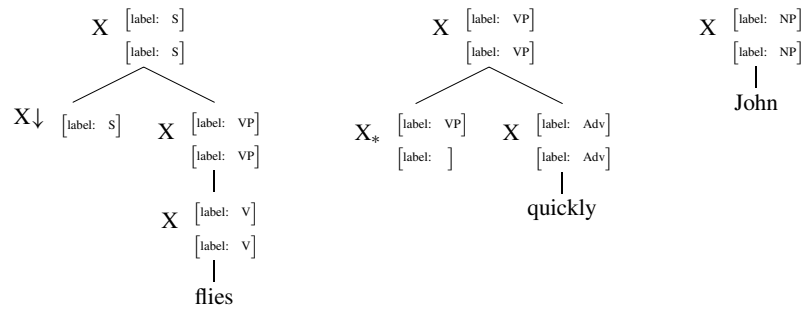 X [label: S] [label: S]
X↓ [label: S]
X [label: VP] [label: VP]
X [label: V] [label: V]
flies
X [label: VP] [label: VP]
X* [label: VP] [label: ]
X [label: Adv] [label: Adv]
quickly
X [label: NP] [label: NP]
John